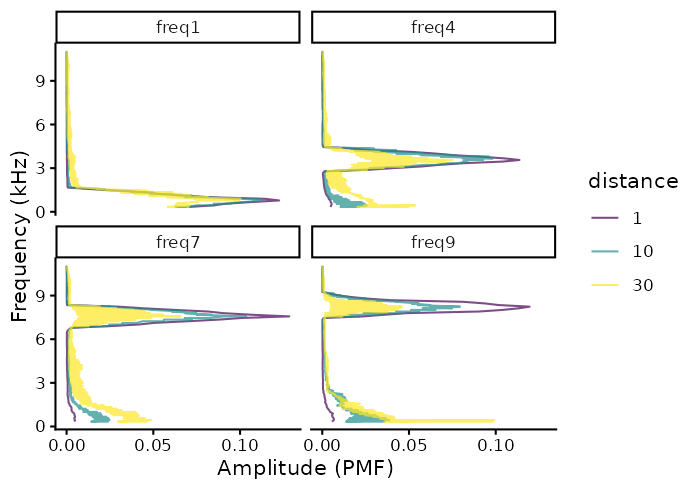 freq1
freq4
9
6
3
0
freq7
freq9
9
6
3
0
0.00
0.05
0.10
0.00
0.05
0.10
Amplitude (PMF)
Frequency (kHz)
distance
1
10
30